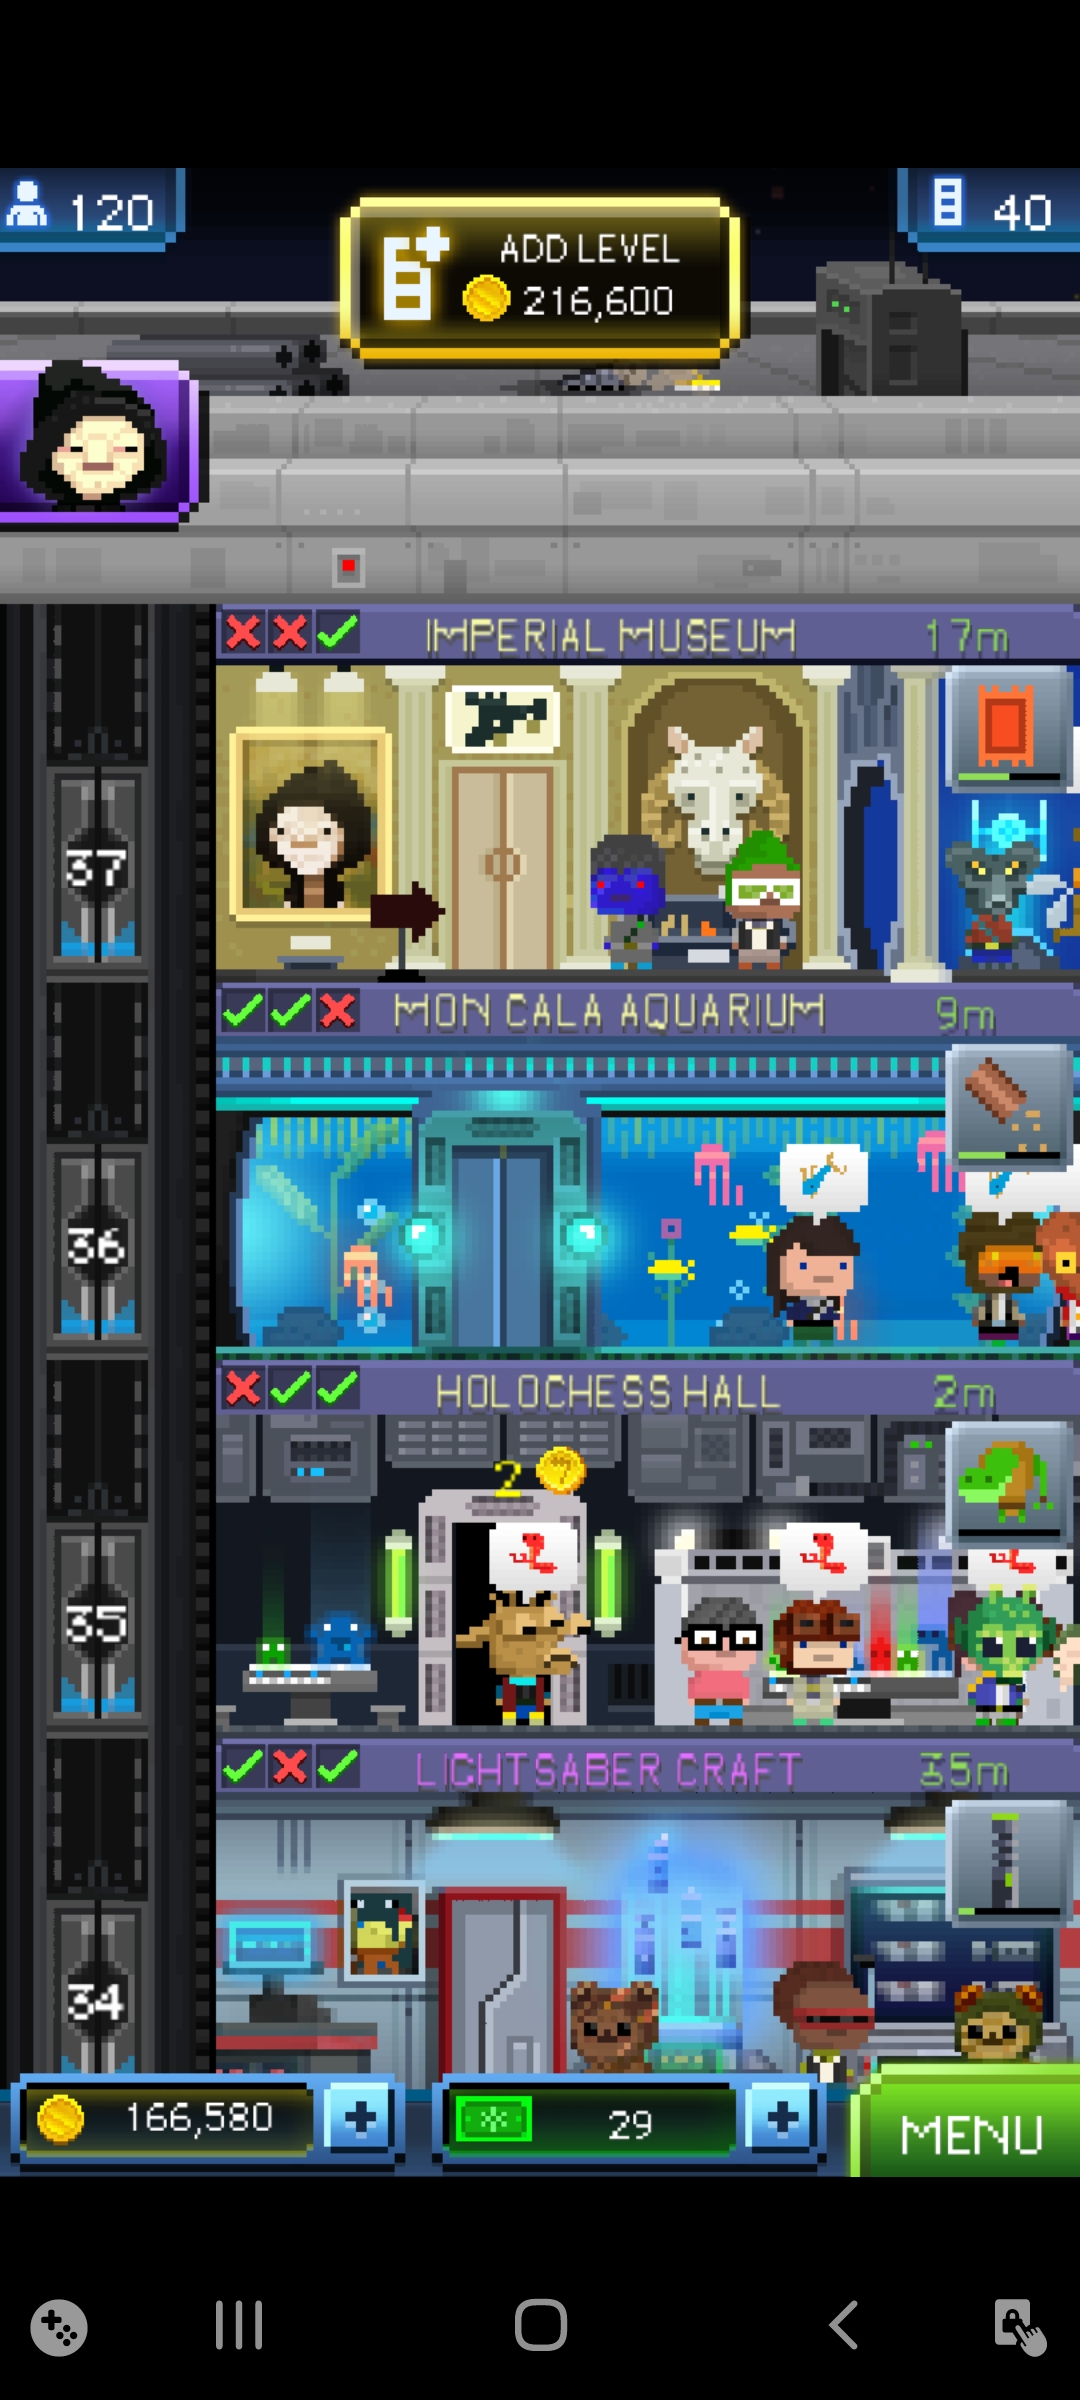 120
ADD LEVEL
216,600
40
IMPERIAL MUSEUM 17m
37
MON CALA AQUARIUM 9m
36
HOLOCHESS HALL 2m
2
35
LIGHTSABER CRAFT 35m
34
166,580
29
MENU